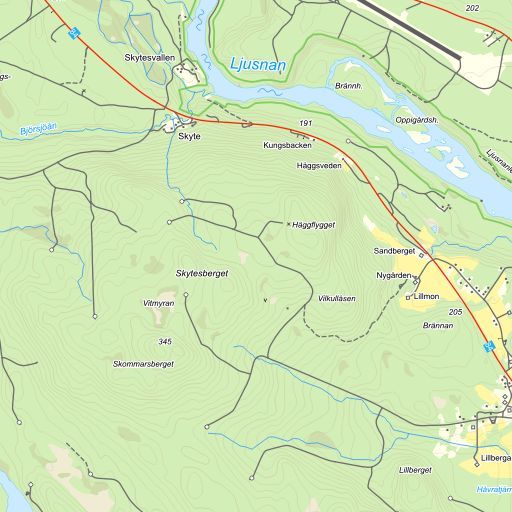 202
Skytesvallen
Ljusnan
Brännh.
Oppigårdsh.
Björsjöån
Skyte
191
Kungsbacken
Häggsveden
Häggflygget
Sandberget
Skytesberget
Nygården
Lillmon
Vitmyran
Vilkulläsen
205
Brännan
345
Skommarsberget
Lillberget
Lillberga